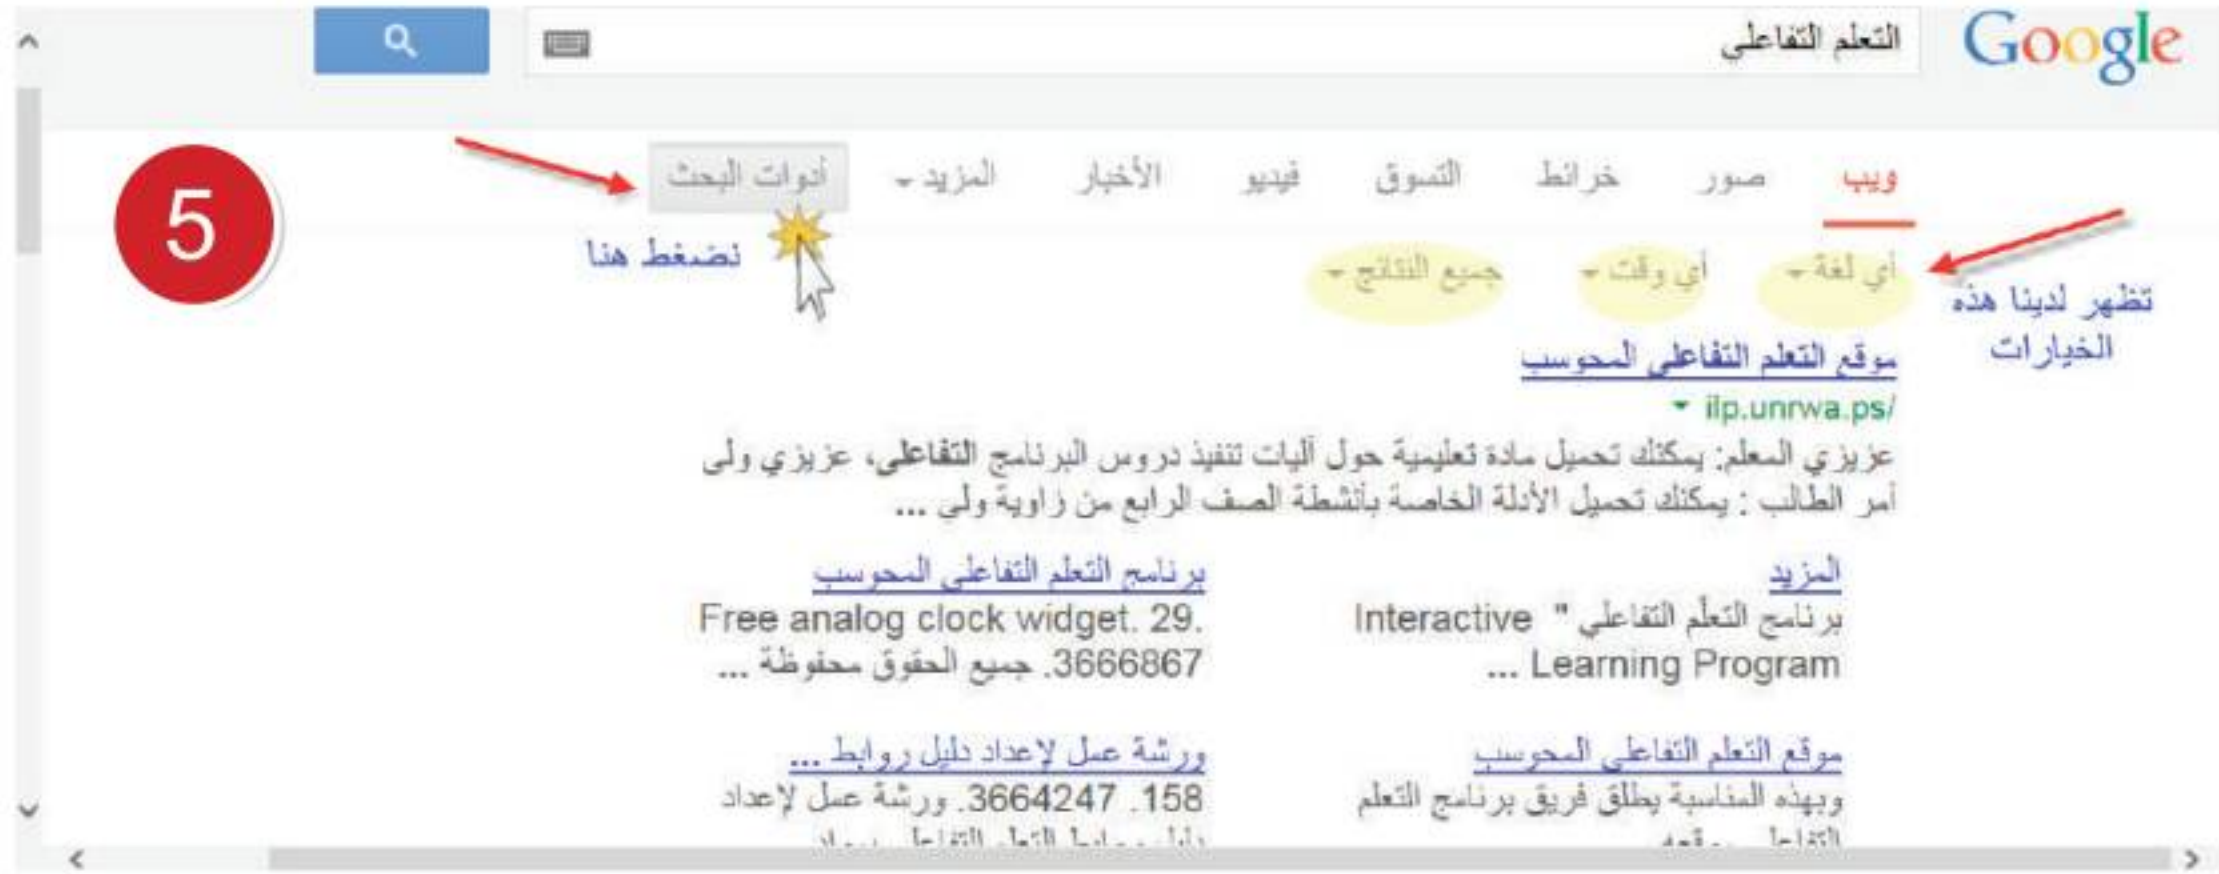 Google التعلم التفاعلي
ويب صور خرائط التسوق فيديو الأخبار المزيد أدوات البحث
5
نضغط هنا
أي لغة أي وقت جميع النتائج
تظهر لدينا هذه
الخيارات
موقع التعلم التفاعلي المحوسب
ilp.unrwa.ps/
عزيزي المعلم: يمكنك تحميل مادة تعليمية حول آليات تنفيذ دروس البرنامج التفاعلي، عزيزي ولي
أمر الطالب : يمكنك تحميل الأدلة الخاصة بأنشطة الصف الرابع من زاوية ولي ...
المزيد
برنامج التعلّم التفاعلي " Interactive
Learning Program ...
برنامج التعلم التفاعلي المحوسب
Free analog clock widget. 29.
3666867. جميع الحقوق محفوظة ...
موقع التعلم التفاعلي المحوسب
وبهذه المناسبة يطلق فريق برنامج التعلم
ورشة عمل لإعداد دليل روابط ...
158. 3664247. ورشة عمل لإعداد